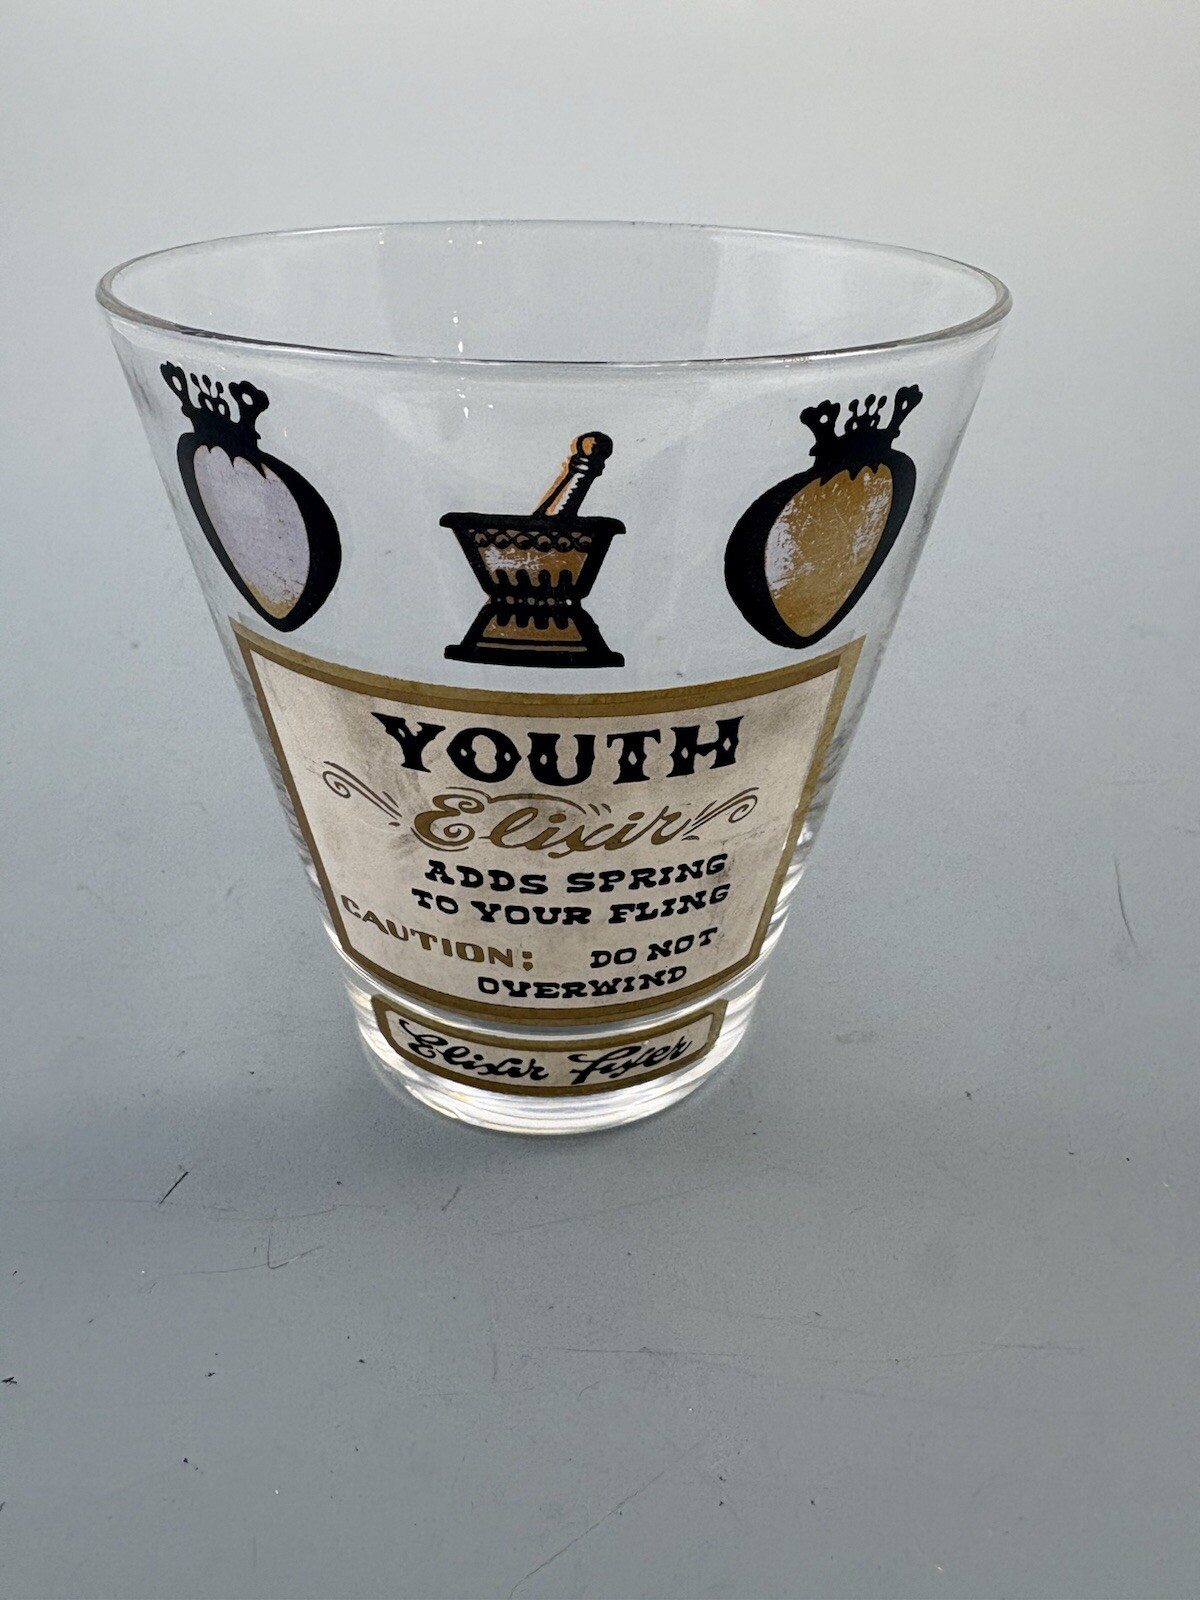 YOUTH
Elixir
ADDS SPRING
TO YOUR FLING
CAUTION: DO NOT
OVERWIND
Elixir Fixer